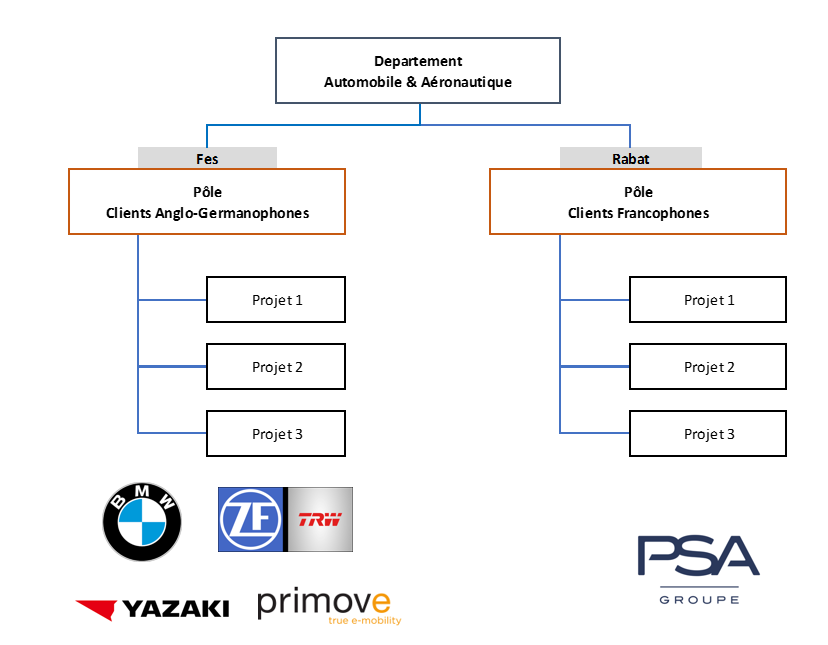 Departement
Automobile & Aéronautique
Fes
Pôle
Clients Anglo-Germanophones
Projet 1
Projet 2
Projet 3
Rabat
Pôle
Clients Francophones
Projet 1
Projet 2
Projet 3
BMW
ZF
TRW
YAZAKI
primove
true e-mobility
PSA
GROUPE